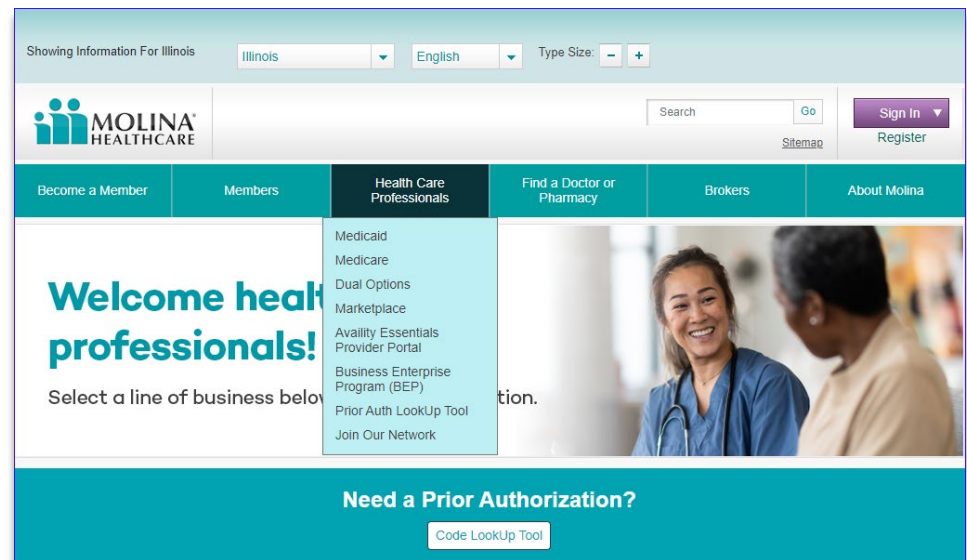 Showing Information For Illinois
Illinois
English
Type Size: - +
MOLINA®
HEALTHCARE
Search
Go
Sitemap
Sign In
Register
Become a Member
Members
Health Care
Professionals
Find a Doctor or
Pharmacy
Brokers
About Molina
Medicaid
Medicare
Dual Options
Marketplace
Availity Essentials
Provider Portal
Business Enterprise
Program (BEP)
Prior Auth LookUp Tool
Join Our Network
Welcome
professionals!
Select a line of business tion.
Need a Prior Authorization?
Code LookUp Tool